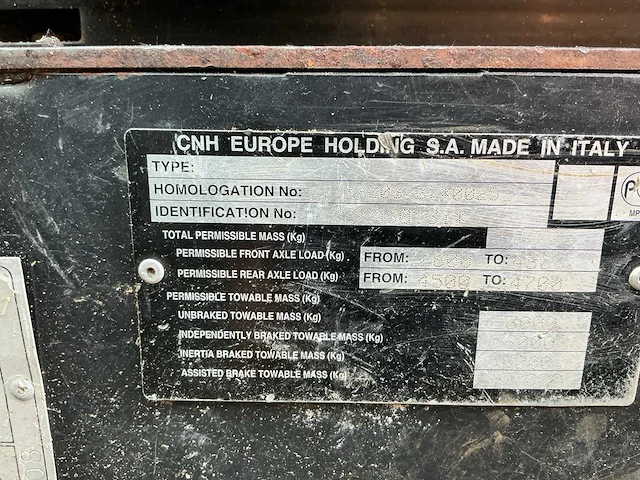 CNH EUROPE HOLDING S.A. MADE IN ITALY
TYPE:
HOMOLOGATION No:
IDENTIFICATION No:
TOTAL PERMISSIBLE MASS (Kg)
PERMISSIBLE FRONT AXLE LOAD (Kg) FROM: TO:
PERMISSIBLE REAR AXLE LOAD (Kg) FROM: 4500 TO: 4700
PERMISSIBLE TOWABLE MASS (Kg)
UNBRAKED TOWABLE MASS (Kg)
INDEPENDENTLY BRAKED TOWABLE MASS (Kg)
INERTIA BRAKED TOWABLE MASS (Kg)
ASSISTED BRAKE TOWABLE MASS (Kg)